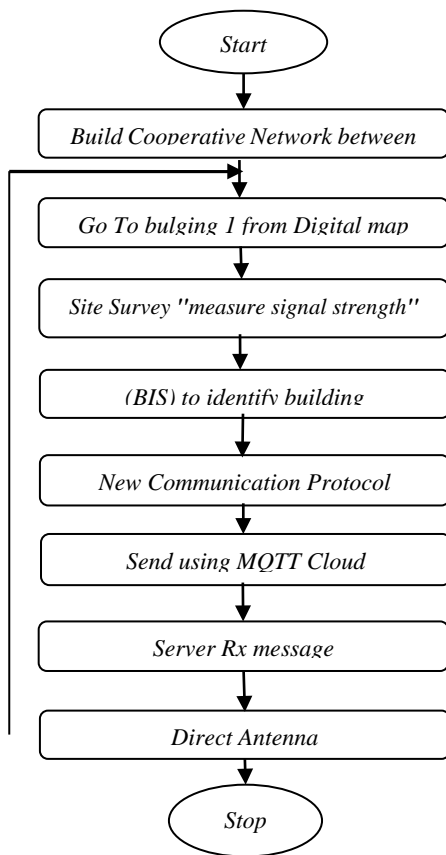 Start
Build Cooperative Network between
Go To bulging 1 from Digital map
Site Survey "measure signal strength"
(BIS) to identify building
New Communication Protocol
Send using MQTT Cloud
Server Rx message
Direct Antenna
Stop